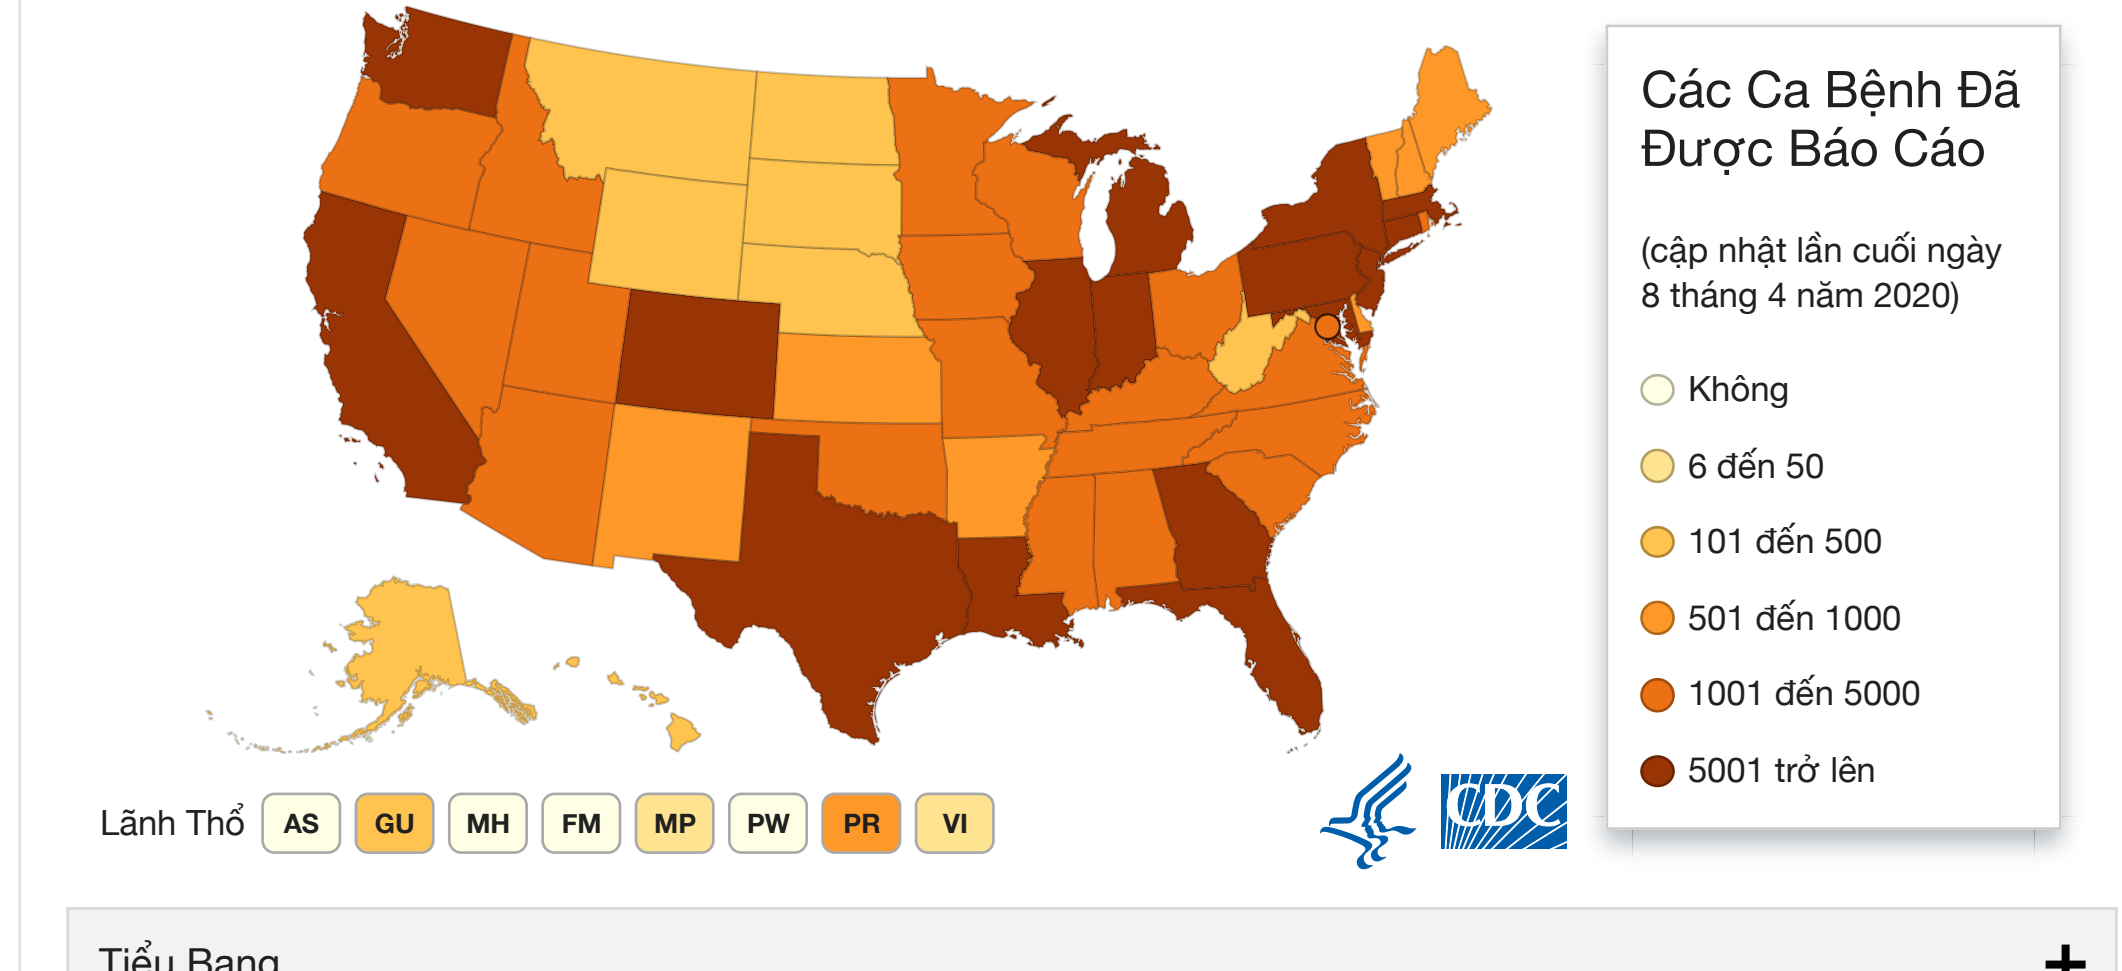 Các Ca Bệnh Đã
Được Báo Cáo
(cập nhật lần cuối ngày
8 tháng 4 năm 2020)
Không
6 đến 50
101 đến 500
501 đến 1000
1001 đến 5000
5001 trở lên
Lãnh Thổ AS GU MH FM MP PW PR VI
CDC
Tiểu Bang